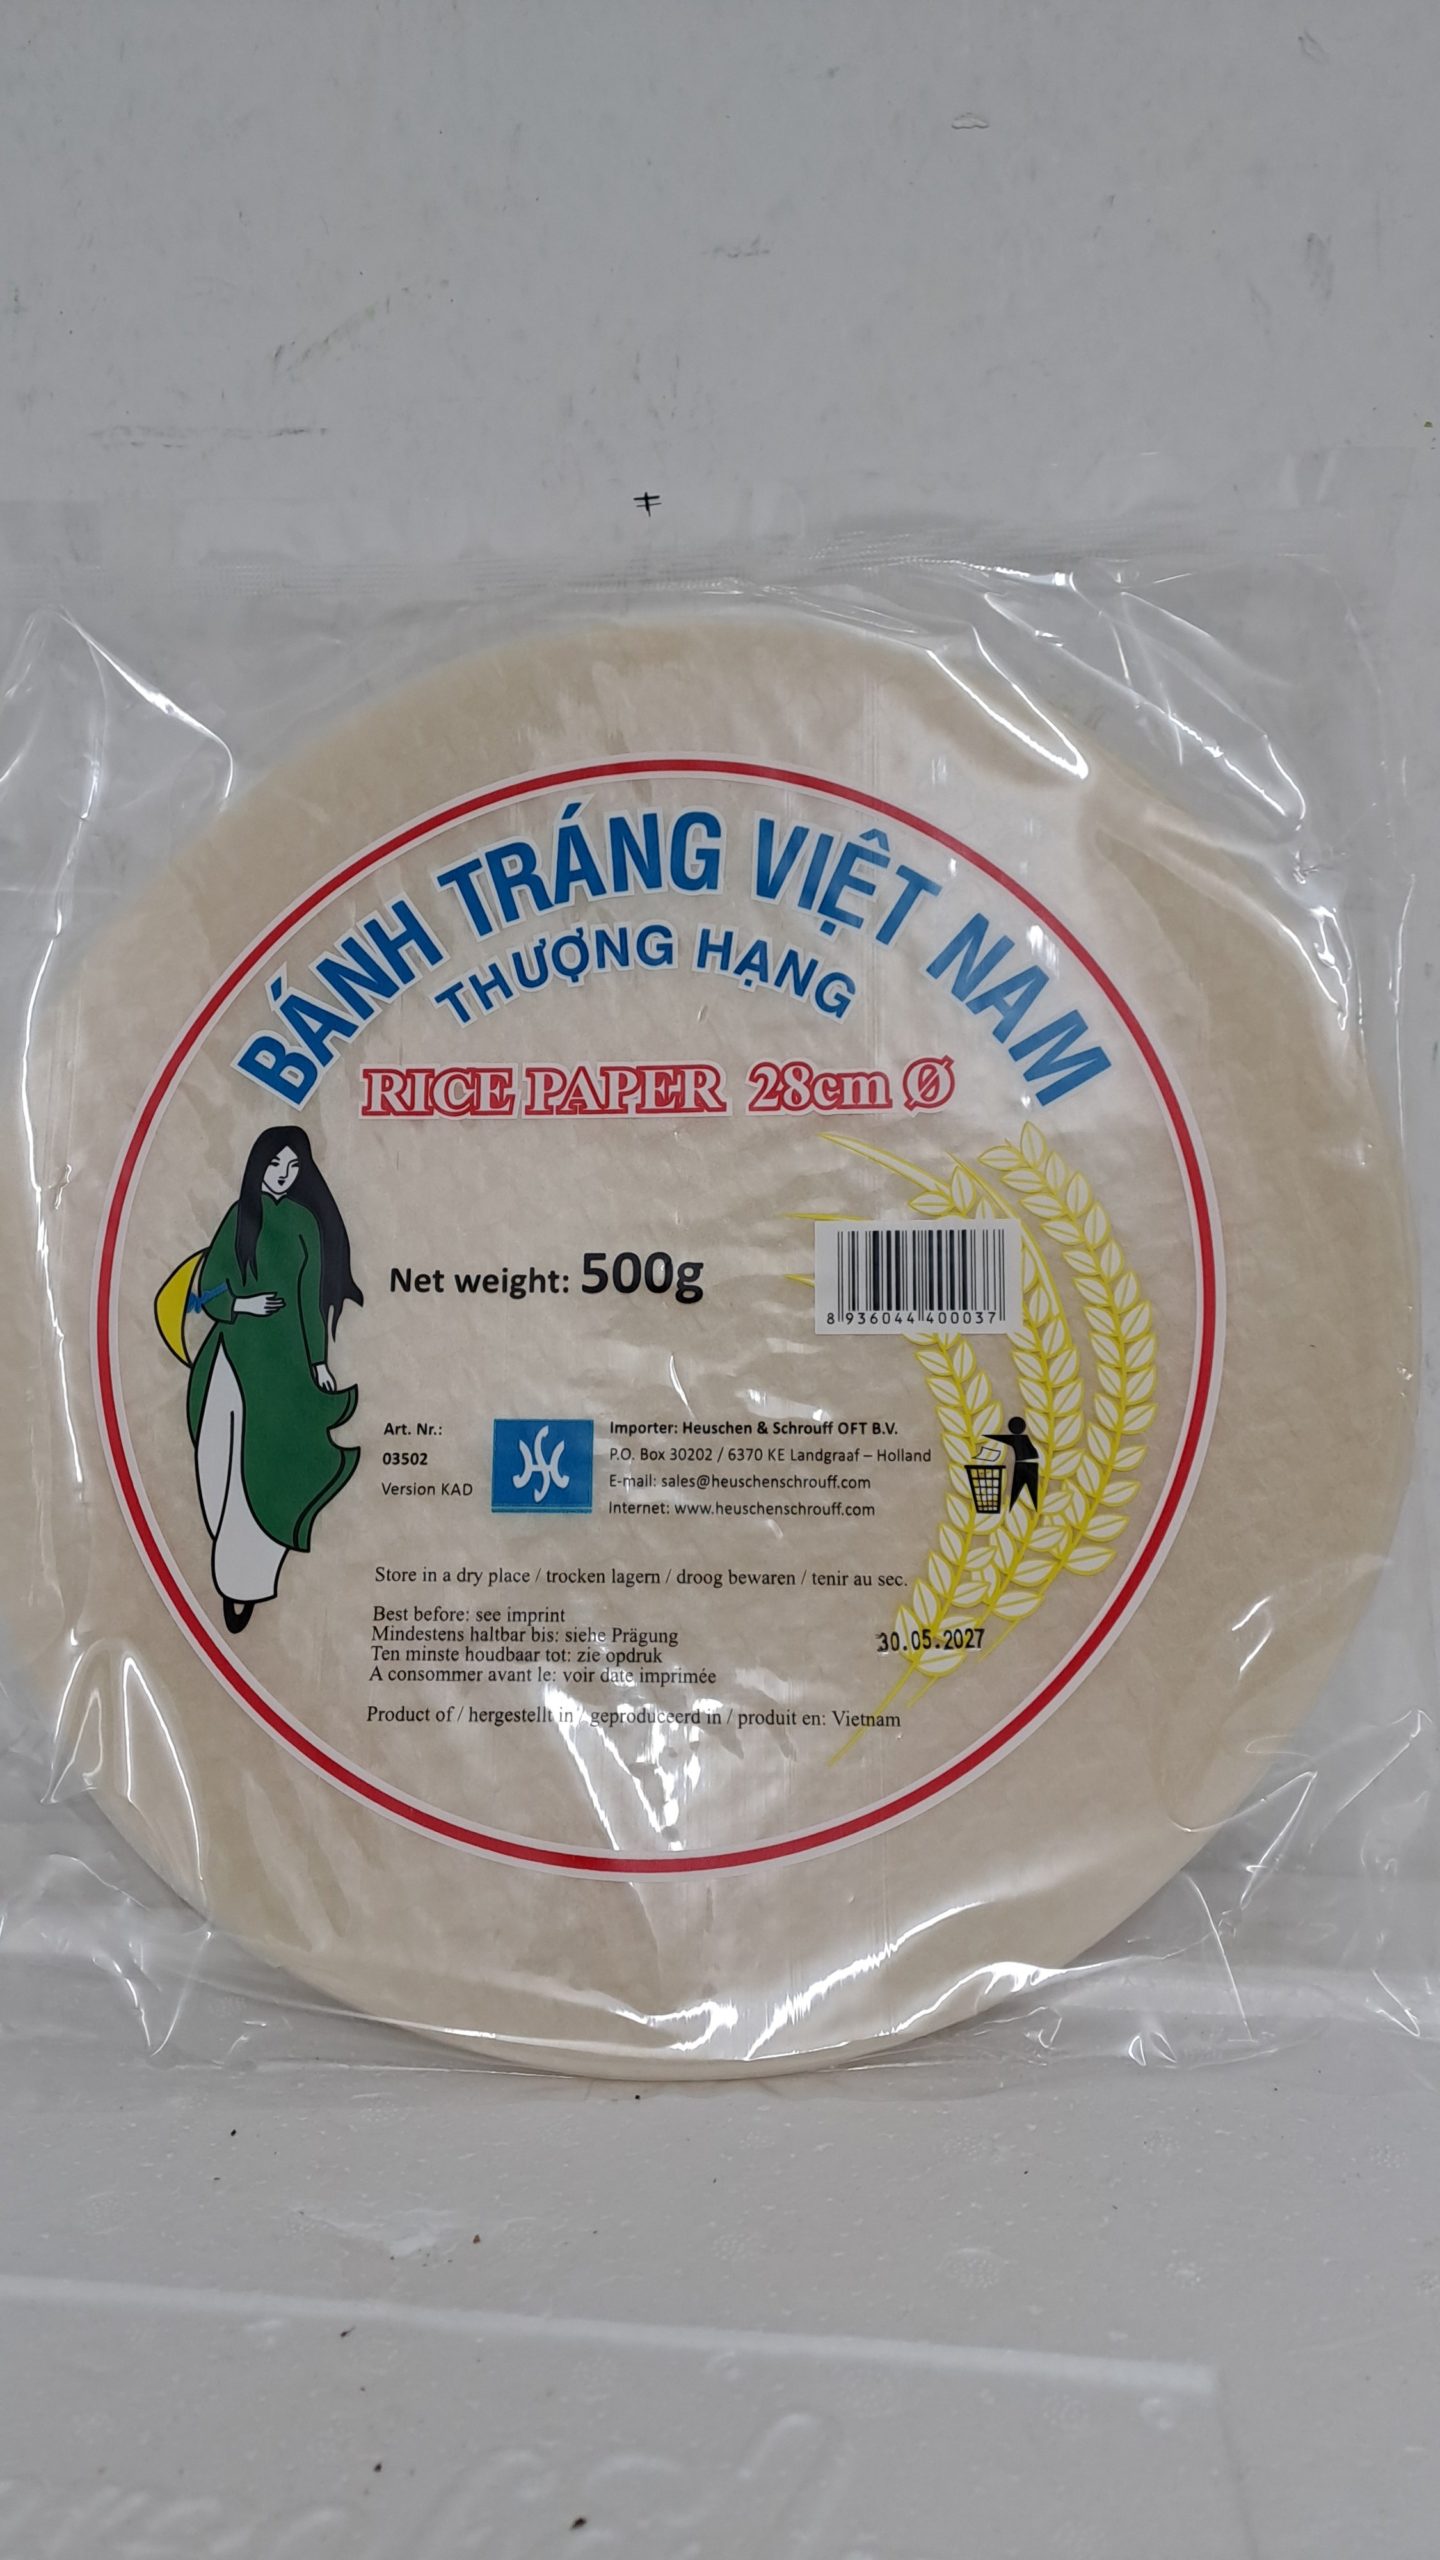 BÁNH TRÁNG VIỆT NAM
THƯỢNG HẠNG
RICE PAPER 28cm Ø
Net weight: 500g
8 936044 400037
Art. Nr.:
03502
Version KAD
Importer: Heuschen & Schrouff OFT B.V.
P.O. Box 30202 / 6370 KE Landgraaf – Holland
E-mail: sales@heuschenschrouff.com
Internet: www.heuschenschrouff.com
Store in a dry place / trocken lagern / droog bewaren / tenir au sec.
Best before: see imprint
Mindestens haltbar bis: siehe Prägung
Ten minste houdbaar tot: zie opdruk
A consommer avant le: voir date imprimée
30.05.2027
Product of / hergestellt in / geproduceerd in / produit en: Vietnam